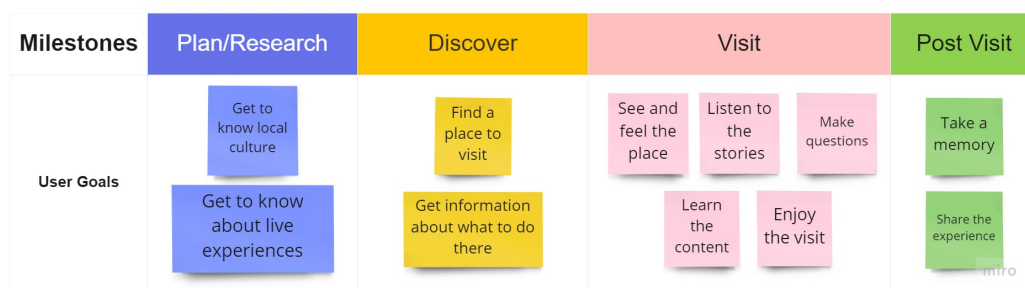 Milestones
Plan/Research
Discover
Visit
Post Visit
User Goals
Get to
know local
culture
Get to know
about live
experiences
Find a
place to
visit
Get information
about what to do
there
See and
feel the
place
Listen to
the
stories
Make
questions
Learn
the
content
Enjoy
the visit
Take a
memory
Share the
experience
miro